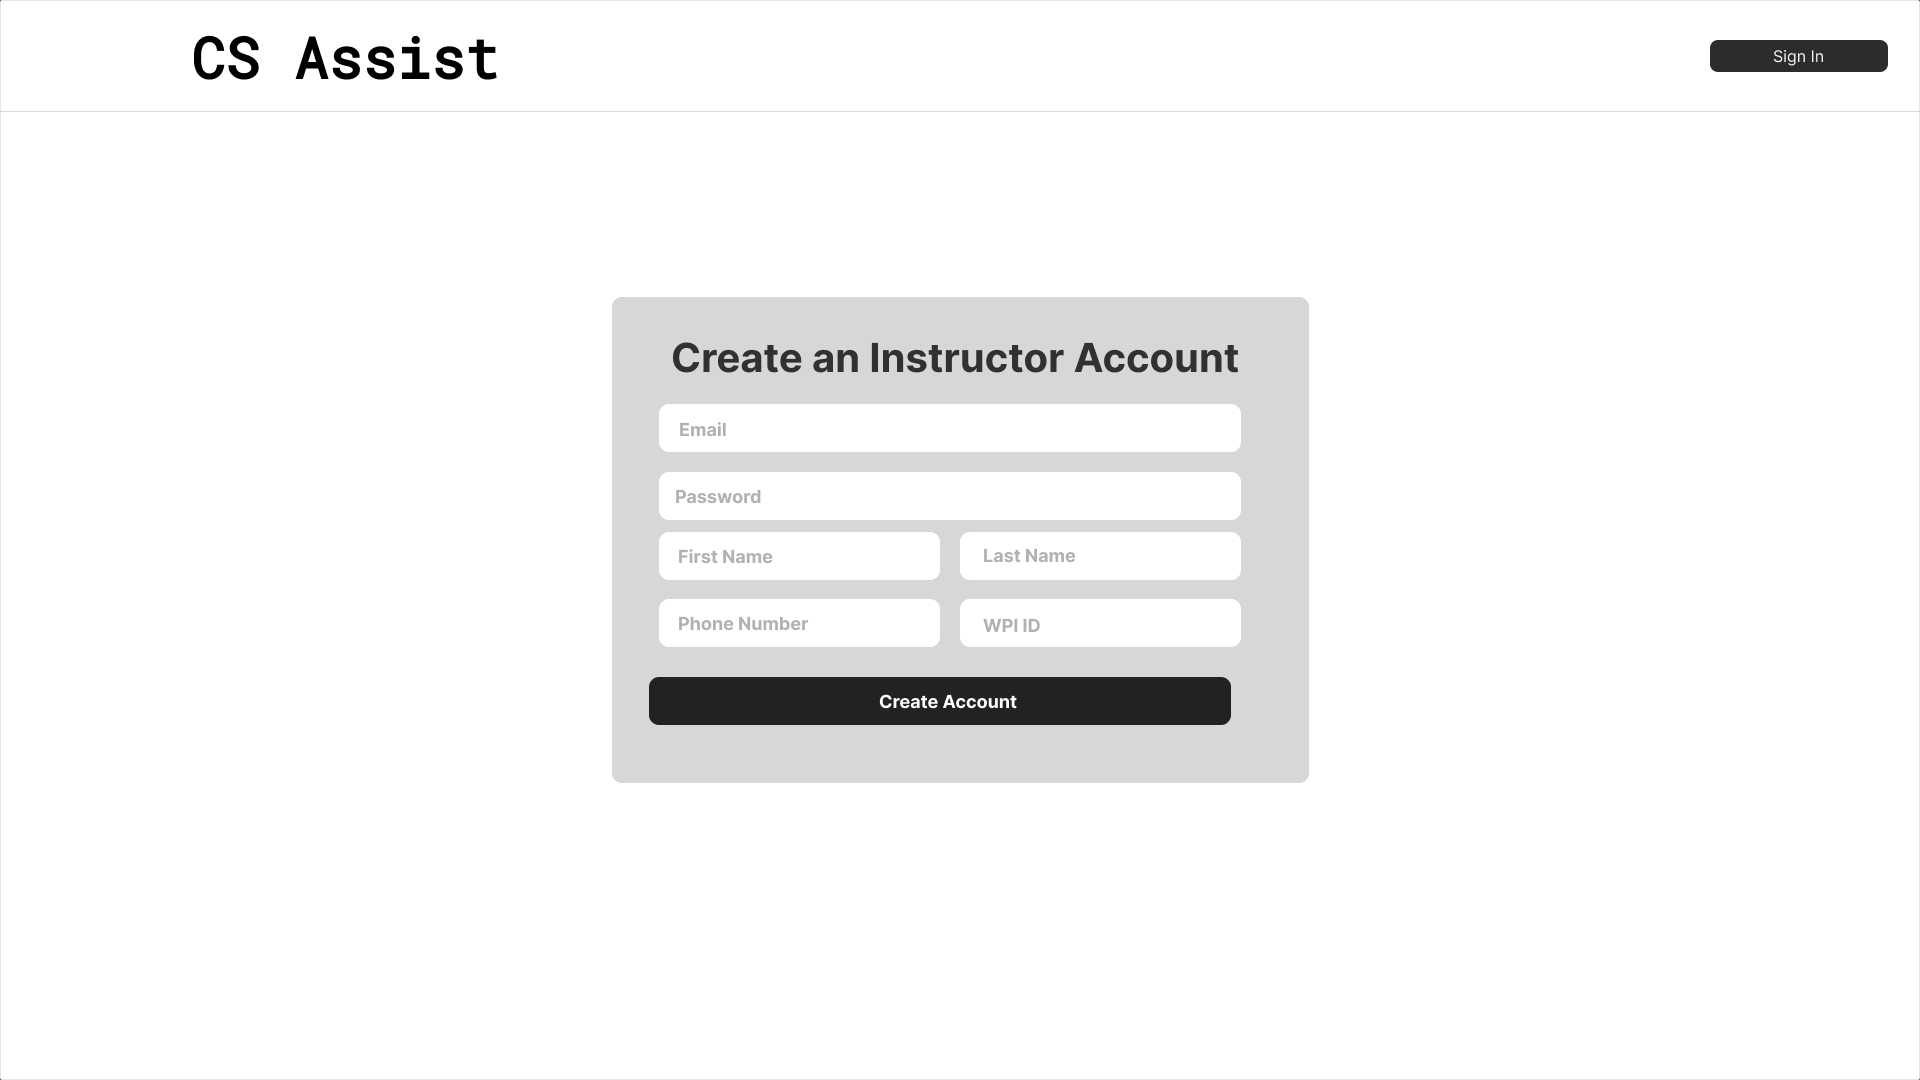 CS Assist
Sign In
Create an Instructor Account
Email
Password
First Name
Last Name
Phone Number
WPI ID
Create Account